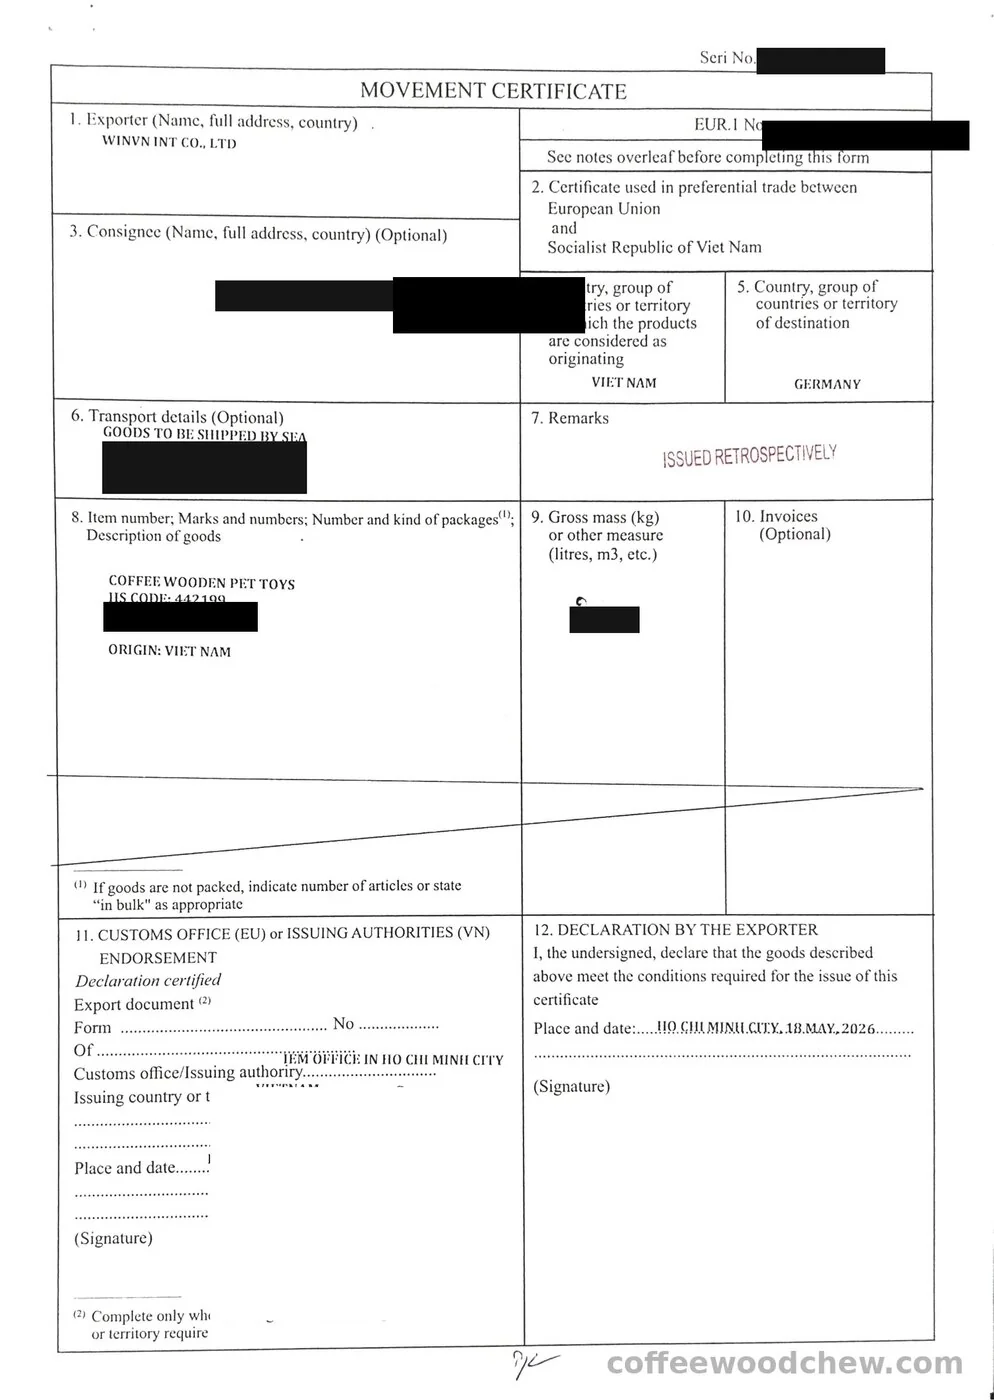 Seri No.
MOVEMENT CERTIFICATE
1. Exporter (Name, full address, country)
WINVN INT CO., LTD
EUR.1 No
See notes overleaf before completing this form
2. Certificate used in preferential trade between
European Union
and
Socialist Republic of Viet Nam
3. Consignee (Name, full address, country) (Optional)
try, group of
ries or territory
ich the products
are considered as
originating
VIET NAM
5. Country, group of
countries or territory
of destination
GERMANY
6. Transport details (Optional)
GOODS TO BE SHIPPED BY SEA
7. Remarks
ISSUED RETROSPECTIVELY
8. Item number; Marks and numbers; Number and kind of packages(1);
Description of goods
COFFEE WOODEN PET TOYS
HS CODE: 442199
ORIGIN: VIET NAM
9. Gross mass (kg)
or other measure
(litres, m3, etc.)
10. Invoices
(Optional)
(1) If goods are not packed, indicate number of articles or state
"in bulk" as appropriate
11. CUSTOMS OFFICE (EU) or ISSUING AUTHORITIES (VN)
ENDORSEMENT
Declaration certified
Export document (2)
Form ............ No ............
Of ............
IEM OFFICE IN HO CHI MINH CITY
Customs office/Issuing authoriry............
VIETNAM
Issuing country or t
Place and date........
(Signature)
(2) Complete only whe
or territory require
12. DECLARATION BY THE EXPORTER
I, the undersigned, declare that the goods described
above meet the conditions required for the issue of this
certificate
Place and date:.....HO CHI MINH CITY, 18 MAY, 2026.........
(Signature)
coffeewoodchew.com